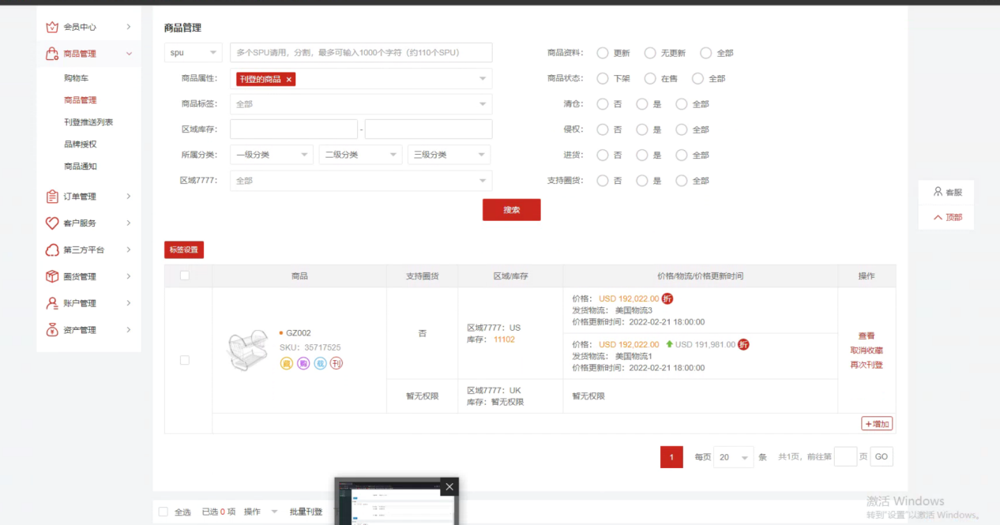 会员中心
商品管理
购物车
商品管理
刊登推送列表
品牌授权
商品通知
订单管理
客户服务
第三方平台
圈货管理
账户管理
资产管理
商品管理
spu 多个SPU请用，分割，最多可输入1000个字符（约110个SPU）
商品属性： 刊登的商品 ×
商品标签： 全部
区域库存： -
所属分类： 一级分类 二级分类 三级分类
区域7777： 全部
商品资料： 更新 无更新 全部
商品状态： 下架 在售 全部
清仓： 否 是 全部
侵权： 否 是 全部
进货： 否 是 全部
支持圈货： 否 是 全部
搜索
标签设置
商品 支持圈货 区域/库存 价格/物流/价格更新时间 操作
GZ002
SKU：35717525
藏 购 载 刊
否
区域7777：US
库存：11102
价格： USD 192,022.00 折
发货物流： 美国物流3
价格更新时间：2022-02-21 18:00:00
价格： USD 192,022.00 USD 191,981.00 折
发货物流： 美国物流1
价格更新时间：2022-02-21 18:00:00
查看
取消收藏
再次刊登
暂无权限
区域7777：UK
库存：暂无权限
暂无权限
+增加
1 每页 20 条 共1页，前往第 页 GO
全选 已选 0 项 操作 批量刊登
客服
顶部
激活 Windows
转到"设置"以激活 Windows。